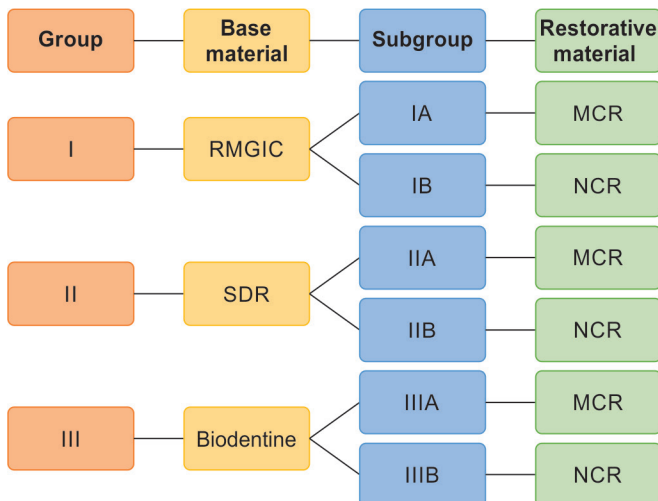 Group
Base
material
Subgroup
Restorative
material
I
RMGIC
IA
MCR
IB
NCR
II
SDR
IIA
MCR
IIB
NCR
III
Biodentine
IIIA
MCR
IIIB
NCR